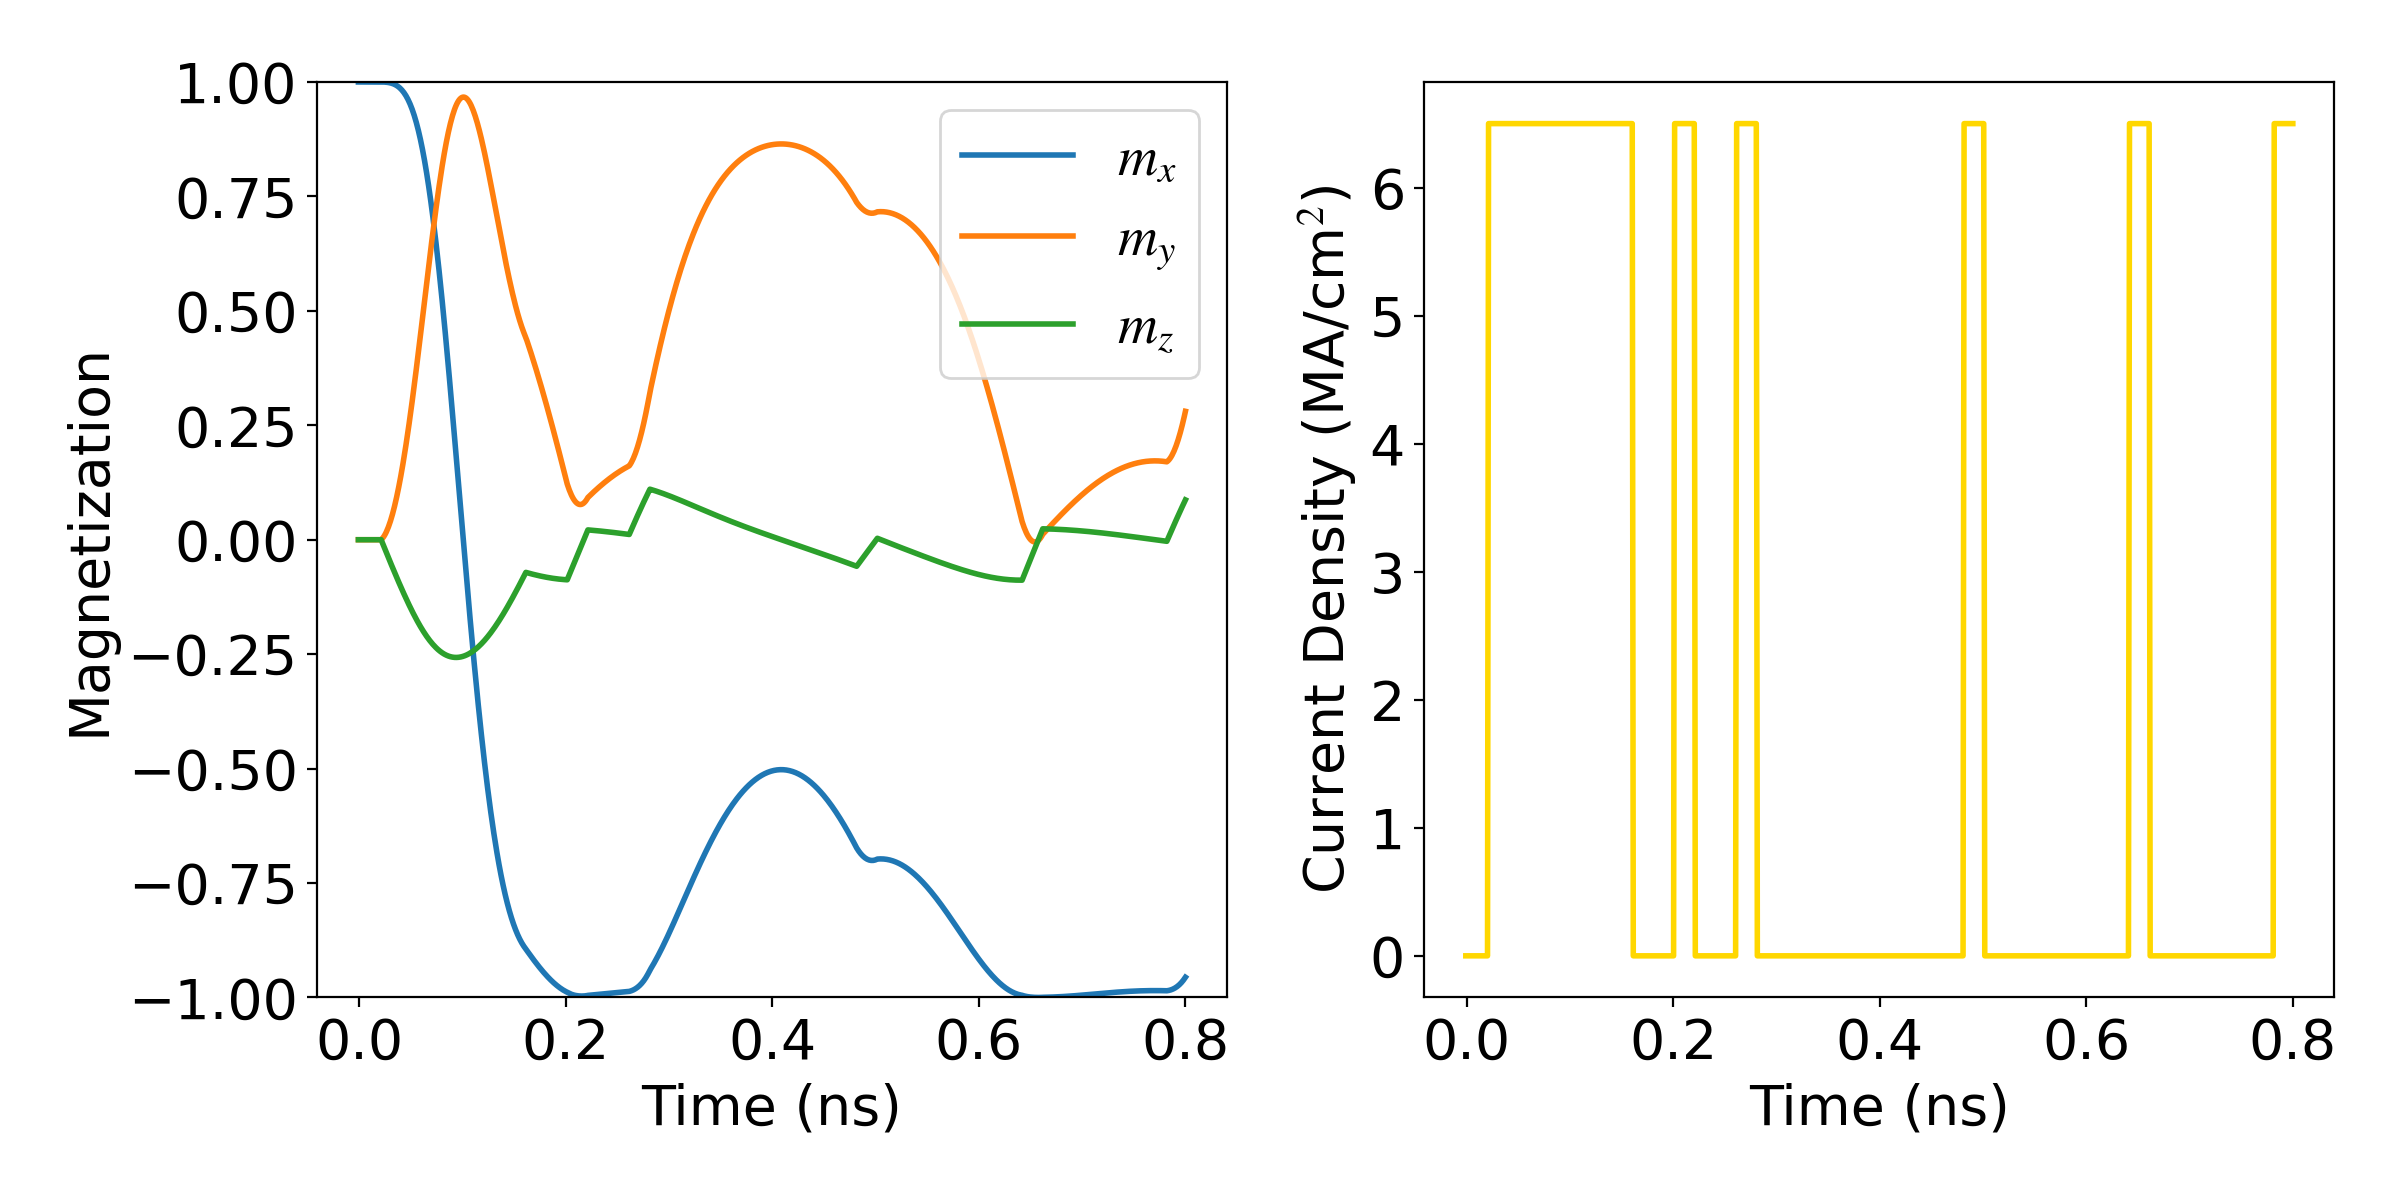 1.00
0.75
0.50
0.25
0.00
−0.25
−0.50
−0.75
−1.00
Magnetization
0.0 0.2 0.4 0.6 0.8
Time (ns)
mₓ
m_y
m_z
6
5
4
3
2
1
0
Current Density (MA/cm²)
0.0 0.2 0.4 0.6 0.8
Time (ns)